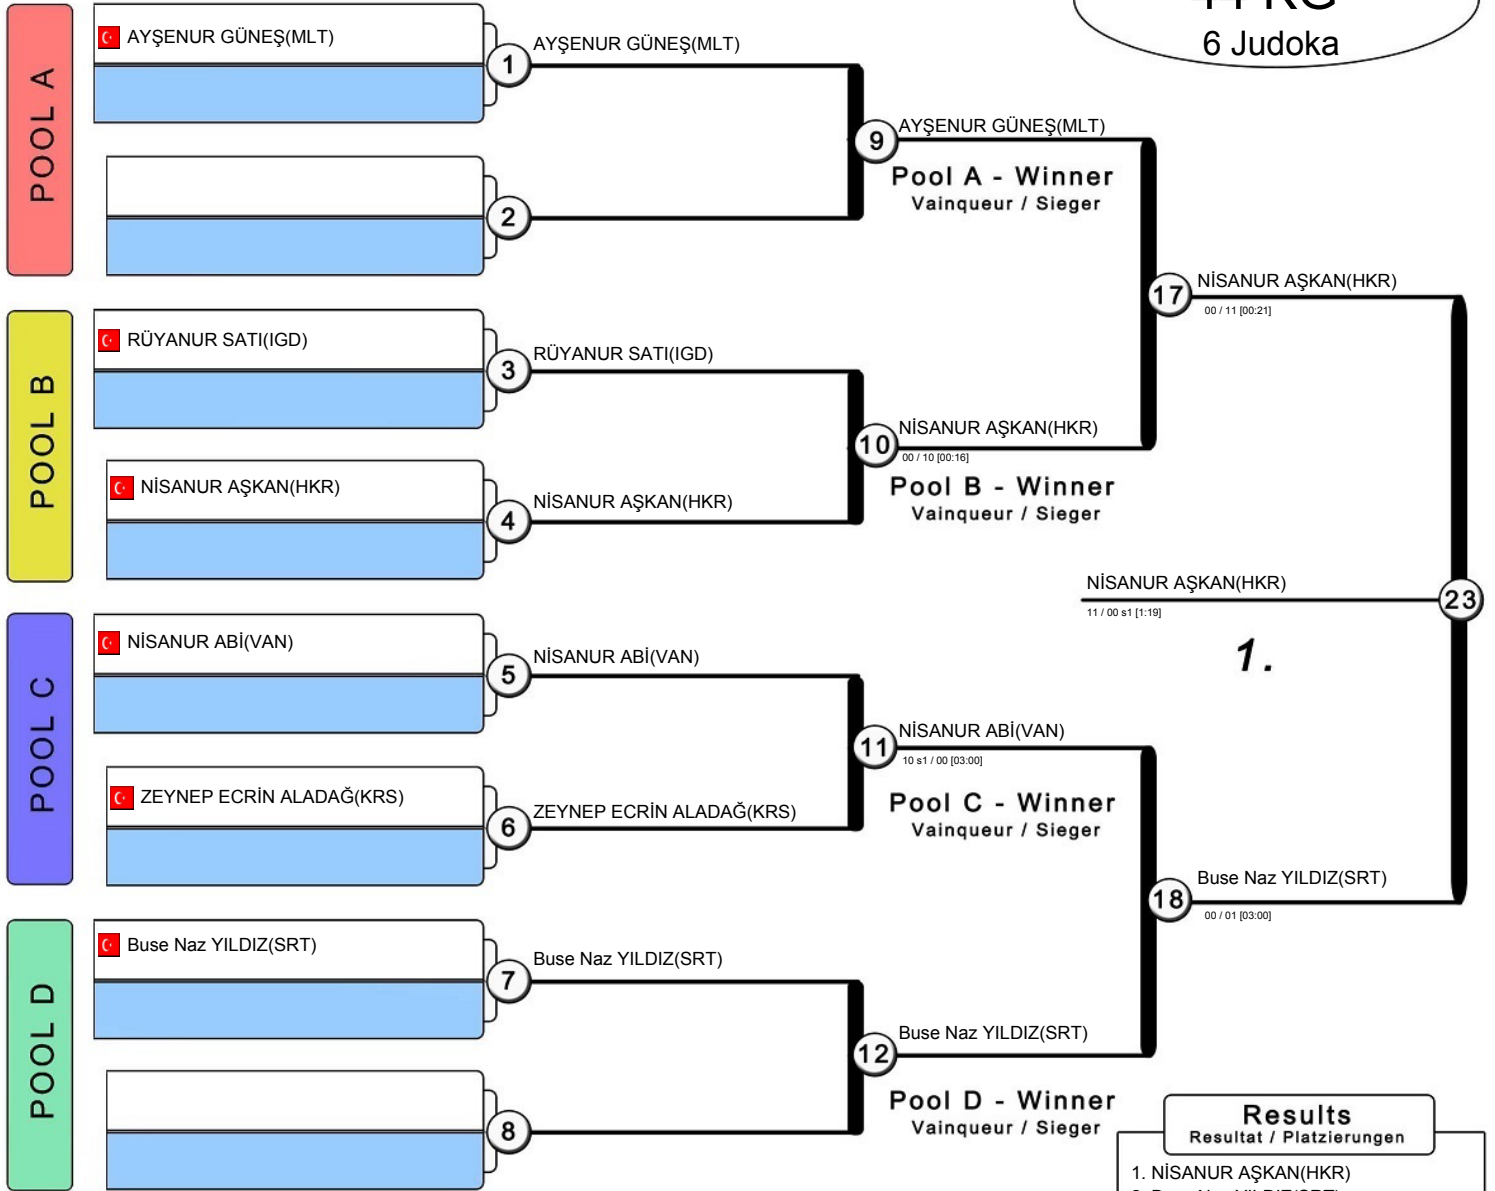 44 KG
6 Judoka
POOL A
AYŞENUR GÜNEŞ(MLT)
1
AYŞENUR GÜNEŞ(MLT)
2
9
AYŞENUR GÜNEŞ(MLT)
Pool A - Winner
Vainqueur / Sieger
POOL B
RÜYANUR SATI(IGD)
3
RÜYANUR SATI(IGD)
NİSANUR AŞKAN(HKR)
4
NİSANUR AŞKAN(HKR)
10
NİSANUR AŞKAN(HKR)
00 / 10 [00:16]
Pool B - Winner
Vainqueur / Sieger
17
NİSANUR AŞKAN(HKR)
00 / 11 [00:21]
NİSANUR AŞKAN(HKR)
11 / 00 s1 [1:19]
23
1.
POOL C
NİSANUR ABİ(VAN)
5
NİSANUR ABİ(VAN)
ZEYNEP ECRİN ALADAĞ(KRS)
6
ZEYNEP ECRİN ALADAĞ(KRS)
11
NİSANUR ABİ(VAN)
10 s1 / 00 [03:00]
Pool C - Winner
Vainqueur / Sieger
18
Buse Naz YILDIZ(SRT)
00 / 01 [03:00]
POOL D
Buse Naz YILDIZ(SRT)
7
Buse Naz YILDIZ(SRT)
8
12
Buse Naz YILDIZ(SRT)
Pool D - Winner
Vainqueur / Sieger
Results
Resultat / Platzierungen
1. NİSANUR AŞKAN(HKR)
2. Buse Naz YILDIZ(SRT)